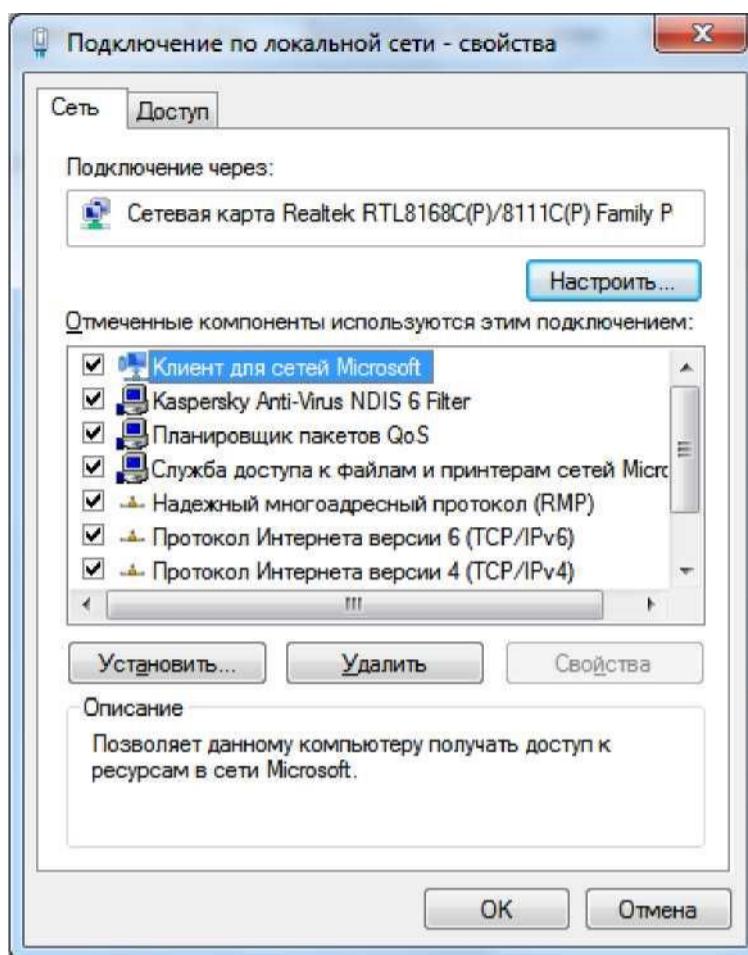 Подключение по локальной сети - свойства
Сеть
Доступ
Подключение через:
Сетевая карта Realtek RTL8168C(P)/8111C(P) Family P
Настроить...
Отмеченные компоненты используются этим подключением:
Клиент для сетей Microsoft
Kaspersky Anti-Virus NDIS 6 Filter
Планировщик пакетов QoS
Служба доступа к файлам и принтерам сетей Micro
Надежный многоадресный протокол (RMP)
Протокол Интернета версии 6 (TCP/IPv6)
Протокол Интернета версии 4 (TCP/IPv4)
Установить...
Удалить
Свойства
Описание
Позволяет данному компьютеру получать доступ к
ресурсам в сети Microsoft.
OK
Отмена